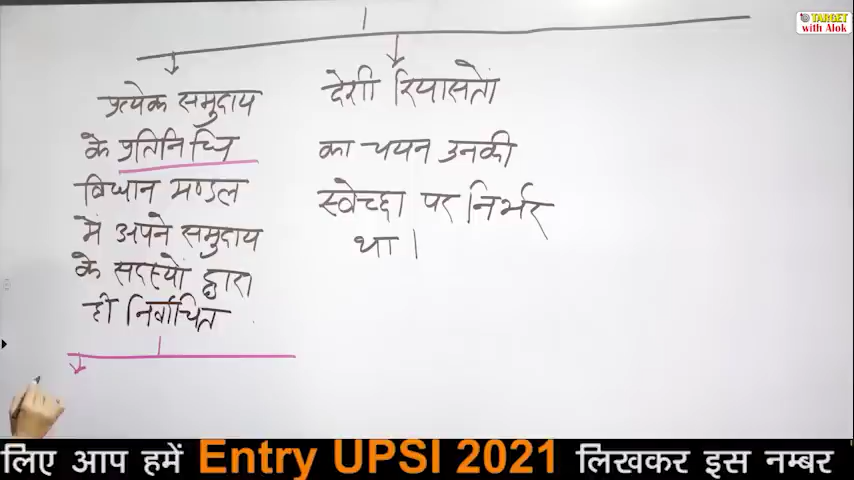 TARGET
with Alok
प्रत्येक समुदाय
के प्रतिनिधि
विधान मण्डल
में अपने समुदाय
के सदस्यों द्वारा
ही निर्वाचित
देशी रियासतों
का चयन उनकी
स्वेच्छा पर निर्भर
था।
लिए आप हमें Entry UPSI 2021 लिखकर इस नम्बर